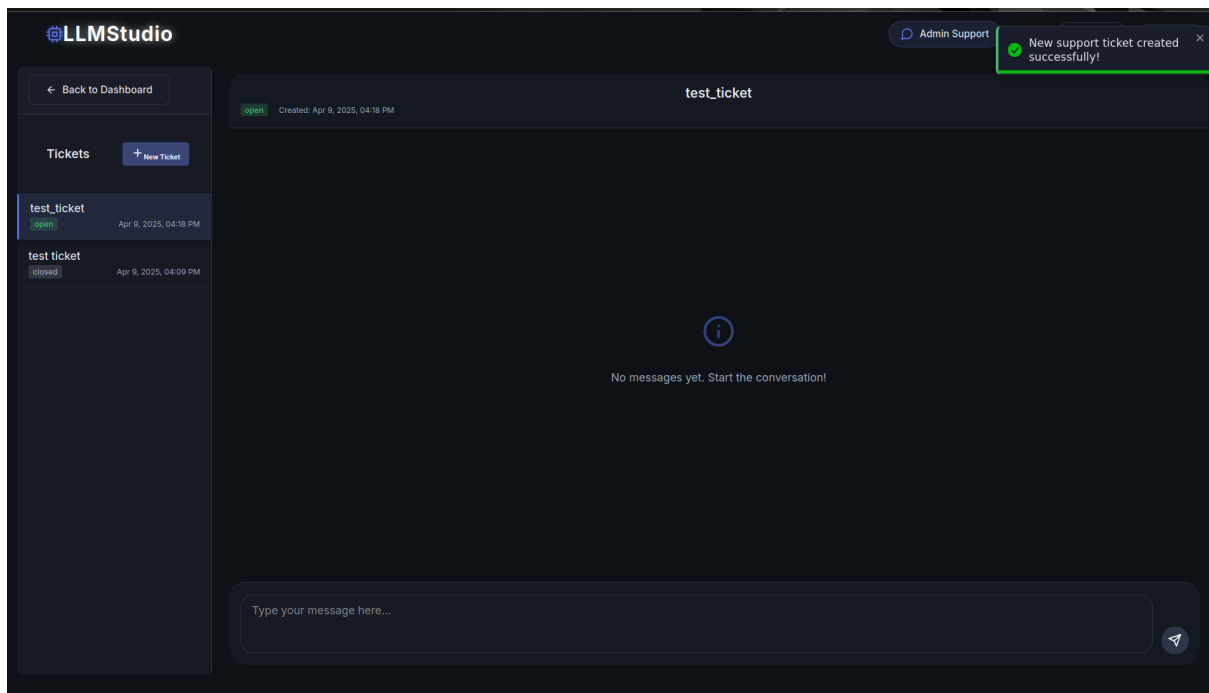 LLMStudio
Admin Support
New support ticket created
successfully!
Back to Dashboard
Tickets
New Ticket
test_ticket
open
Apr 9, 2025, 04:18 PM
test ticket
closed
Apr 9, 2025, 04:09 PM
test_ticket
open
Created: Apr 9, 2025, 04:18 PM
No messages yet. Start the conversation!
Type your message here...